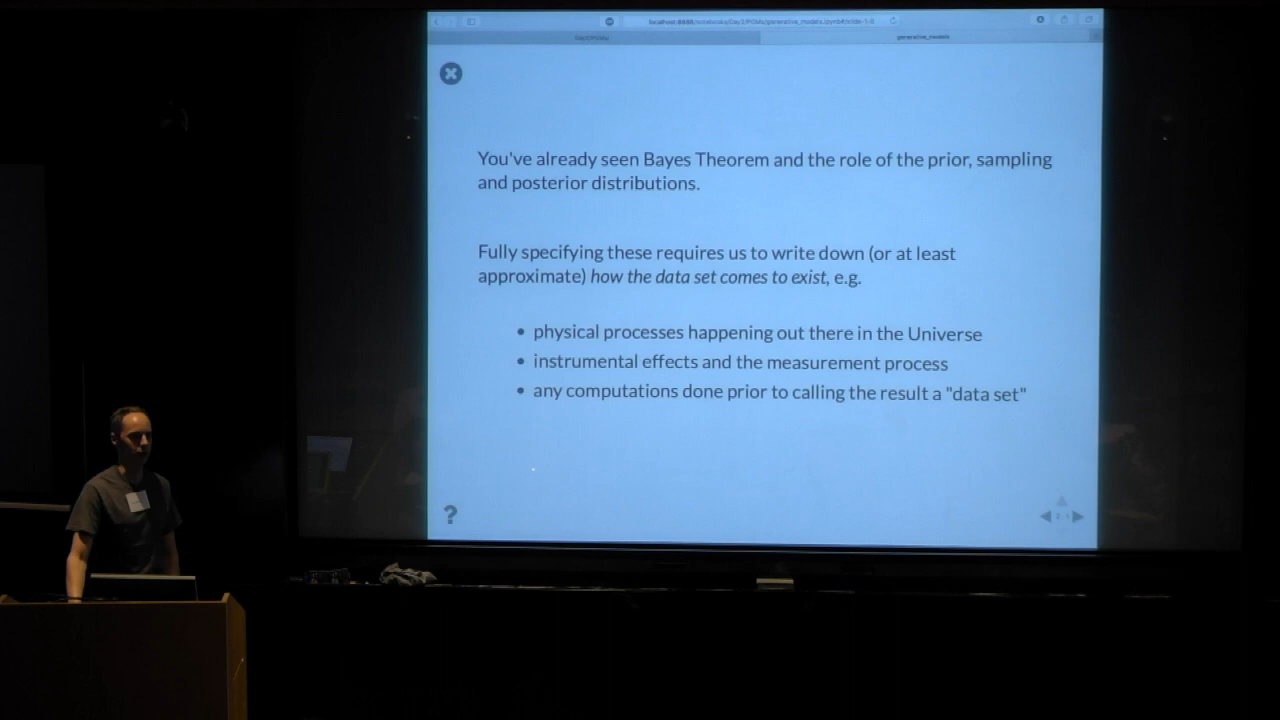 localhost:8888/notebooks/Day2/PGMs/generative_models.ipynb#/slide-1-0
generative_models
You've already seen Bayes Theorem and the role of the prior, sampling
and posterior distributions.
Fully specifying these requires us to write down (or at least
approximate) how the data set comes to exist, e.g.
• physical processes happening out there in the Universe
• instrumental effects and the measurement process
• any computations done prior to calling the result a "data set"
?